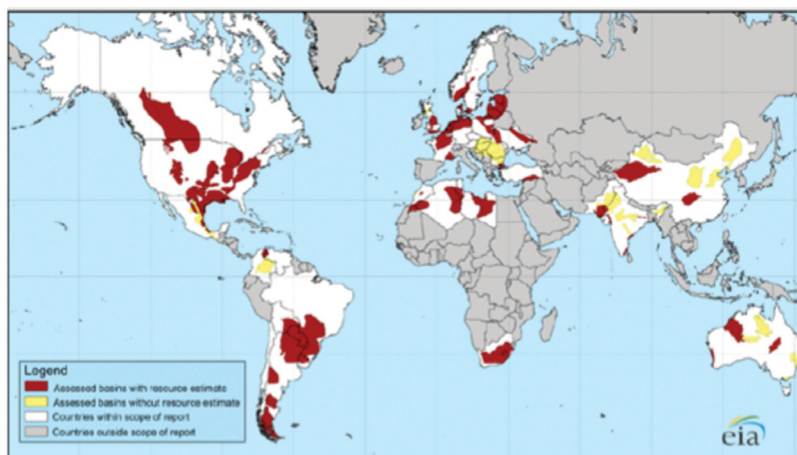 Legend
Assessed basins with resource estimate
Assessed basins without resource estimate
Countries within scope of report
Countries outside scope of report
eia